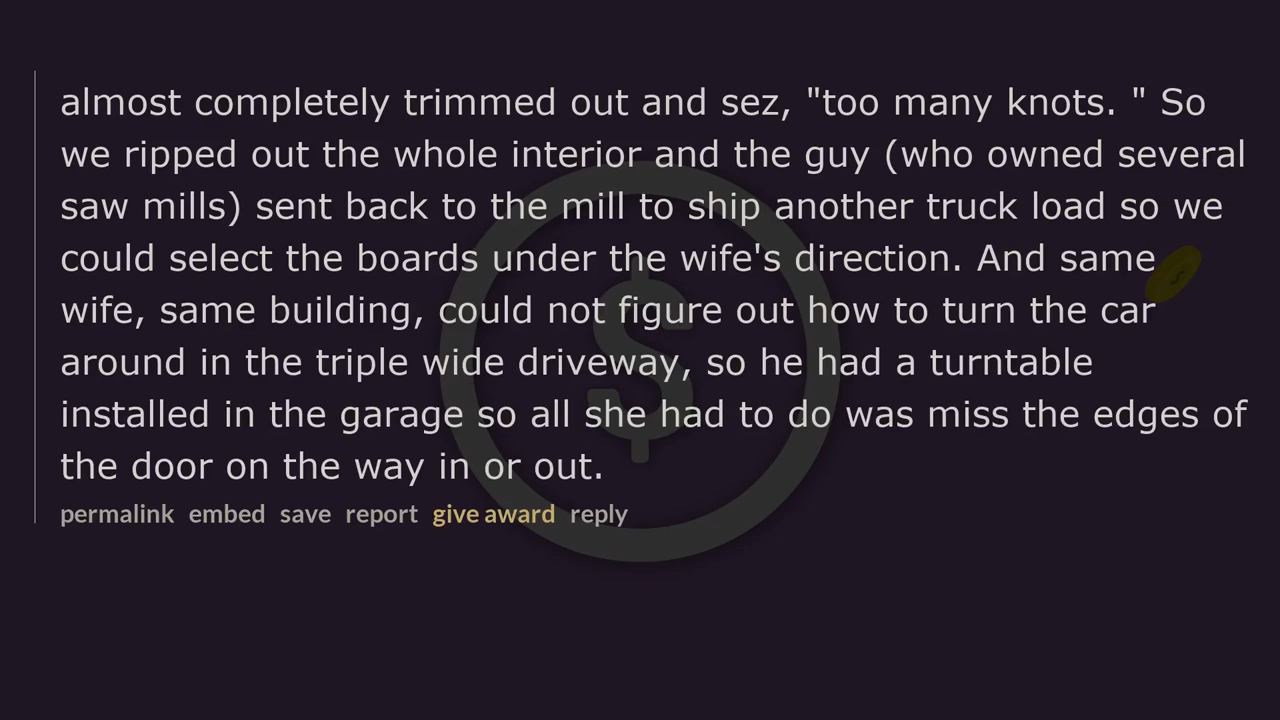 almost completely trimmed out and sez, "too many knots. " So
we ripped out the whole interior and the guy (who owned several
saw mills) sent back to the mill to ship another truck load so we
could select the boards under the wife's direction. And same
wife, same building, could not figure out how to turn the car
around in the triple wide driveway, so he had a turntable
installed in the garage so all she had to do was miss the edges of
the door on the way in or out.
permalink embed save report give award reply
$
$